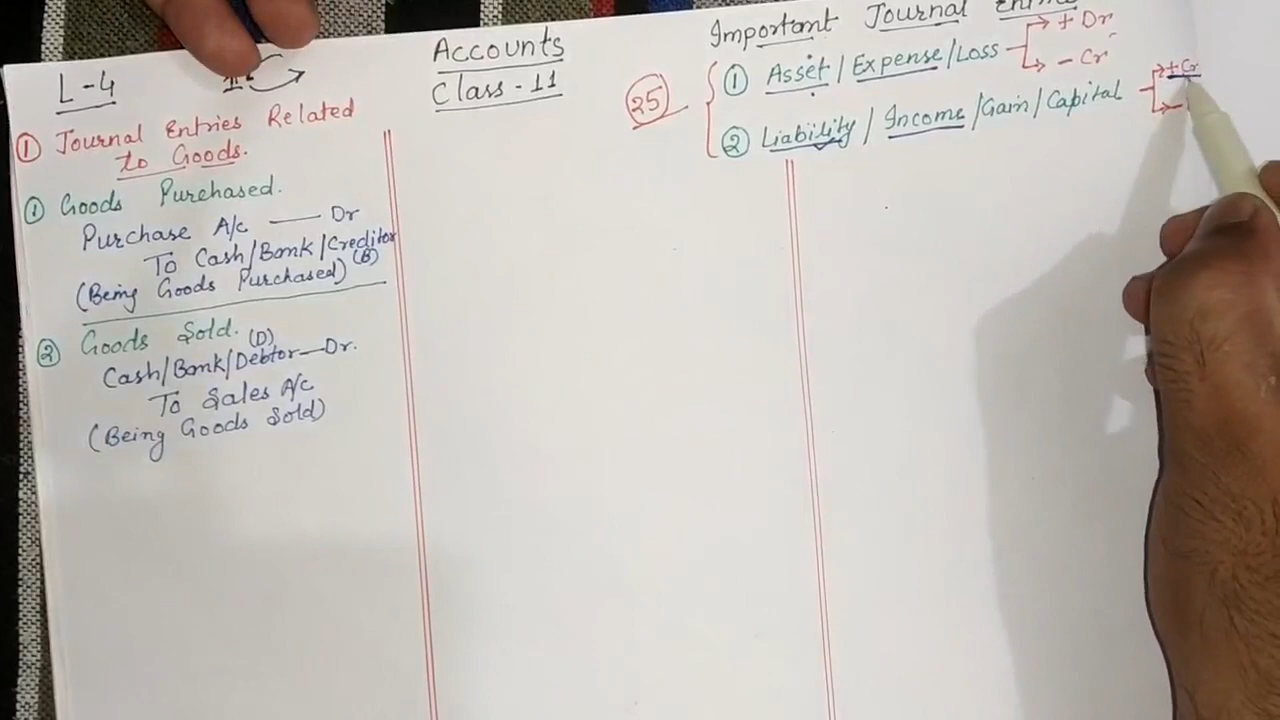 L-4
Accounts
Class-11
Important Journal
25
① Asset / Expense / Loss
+ Dr
- Cr
② Liability / Income / Gain / Capital
+ Cr
-
① Journal Entries Related
to Goods.
① Goods Purchased.
Purchase A/c —— Dr
To Cash/Bank/Creditor
(B)
(Being Goods Purchased)
② Goods Sold.
(D)
Cash/Bank/Debtor—Dr.
To Sales A/c
(Being Goods Sold)